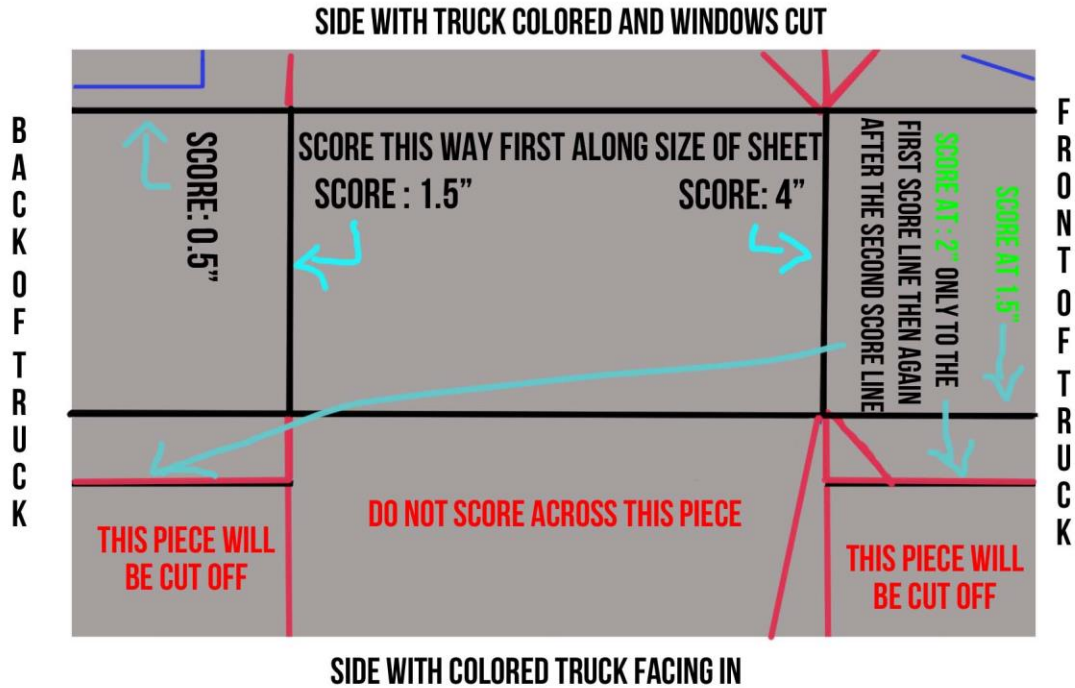 SIDE WITH TRUCK COLORED AND WINDOWS CUT
BACK OF TRUCK
SCORE: 0.5”
SCORE THIS WAY FIRST ALONG SIZE OF SHEET
SCORE : 1.5”
SCORE: 4”
SCORE AT 1.5”
SCORE AT : 2” ONLY TO THE
FIRST SCORE LINE THEN AGAIN
AFTER THE SECOND SCORE LINE
FRONT OF TRUCK
THIS PIECE WILL
BE CUT OFF
DO NOT SCORE ACROSS THIS PIECE
THIS PIECE WILL
BE CUT OFF
SIDE WITH COLORED TRUCK FACING IN